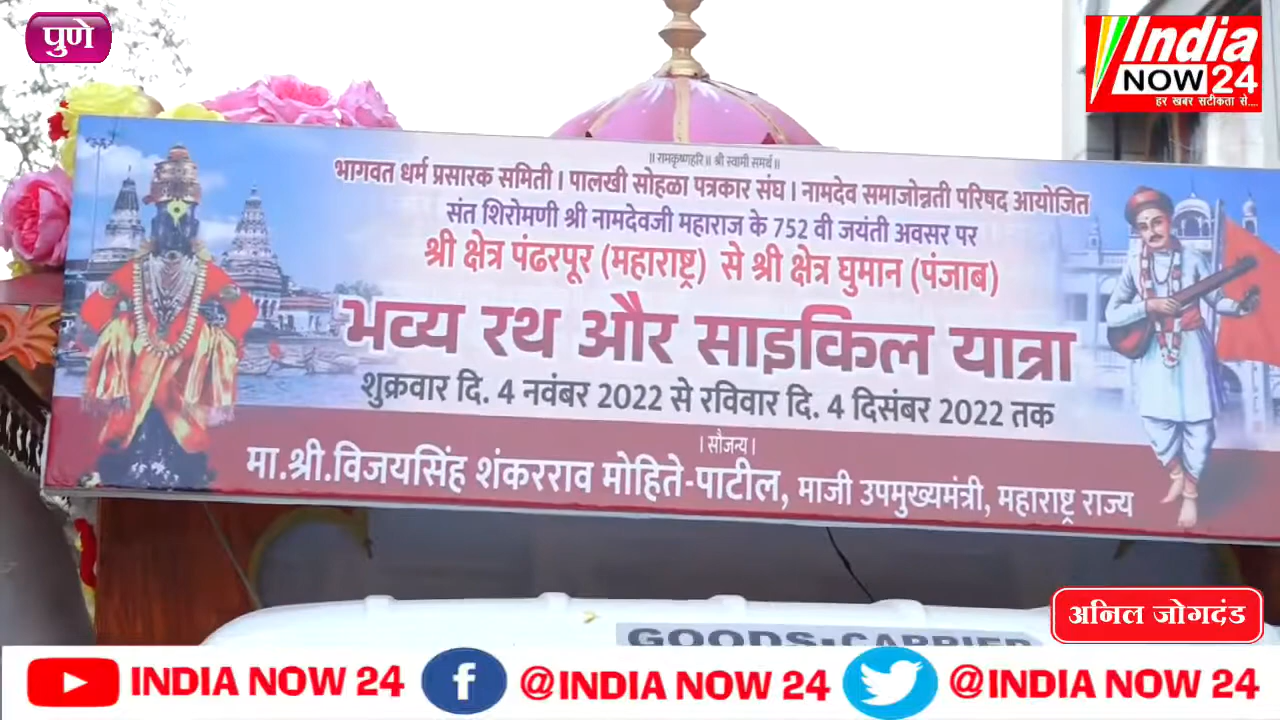 पुणे
India
NOW 24
हर खबर सटीकता से....
॥ रामकृष्णहरि ॥ श्री स्वामी समर्थ ॥
भागवत धर्म प्रसारक समिती । पालखी सोहळा पत्रकार संघ । नामदेव समाजोन्नती परिषद आयोजित
संत शिरोमणी श्री नामदेवजी महाराज के 752 वी जयंती अवसर पर
श्री क्षेत्र पंढरपूर (महाराष्ट्र) से श्री क्षेत्र घुमान (पंजाब)
भव्य रथ और साइकिल यात्रा
शुक्रवार दि. 4 नवंबर 2022 से रविवार दि. 4 दिसंबर 2022 तक
। सौजन्य ।
मा.श्री.विजयसिंह शंकरराव मोहिते-पाटील, माजी उपमुख्यमंत्री, महाराष्ट्र राज्य
अनिल जोगदंड
GOODS CARRIED
INDIA NOW 24
@INDIA NOW 24
@INDIA NOW 24